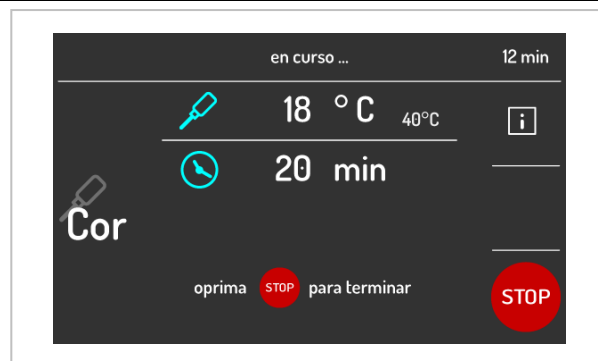 en curso ... 12 min
18 °C 40°C
i
20 min
Cor
oprima STOP para terminar
STOP